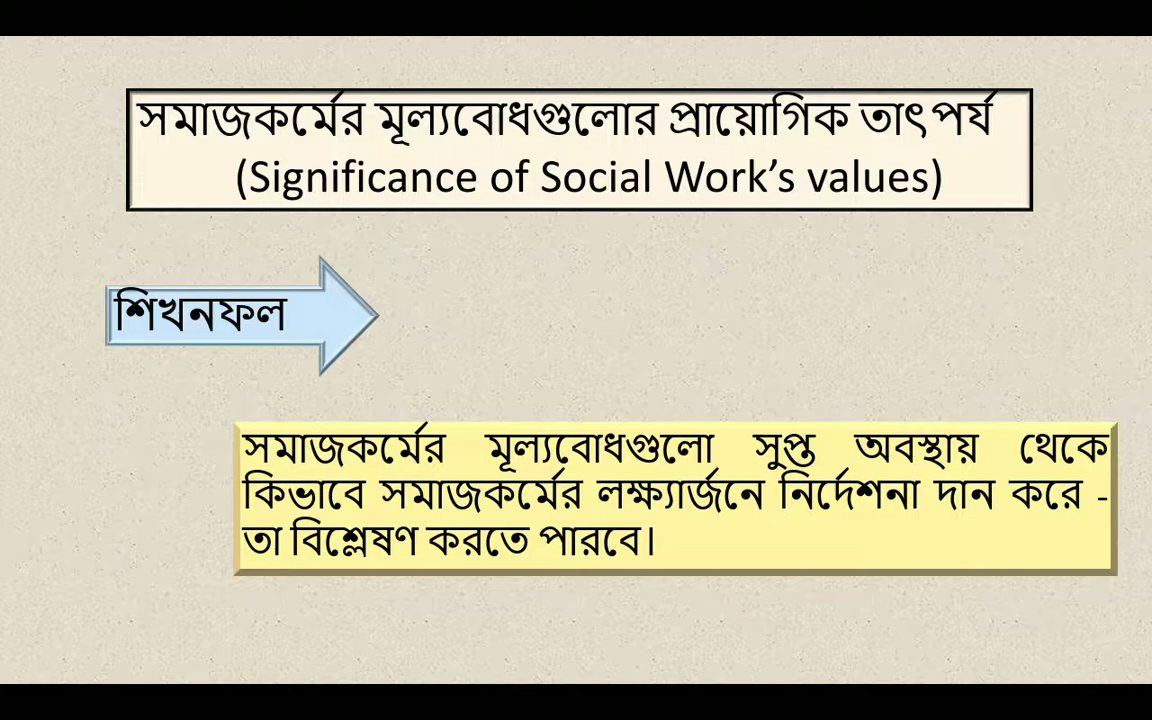 সমাজকর্মের মূল্যবোধগুলোর প্রায়োগিক তাৎপর্য
(Significance of Social Work’s values)
শিখনফল
সমাজকর্মের মূল্যবোধগুলো সুপ্ত অবস্থায় থেকে
কিভাবে সমাজকর্মের লক্ষ্যার্জনে নির্দেশনা দান করে -
তা বিশ্লেষণ করতে পারবে।